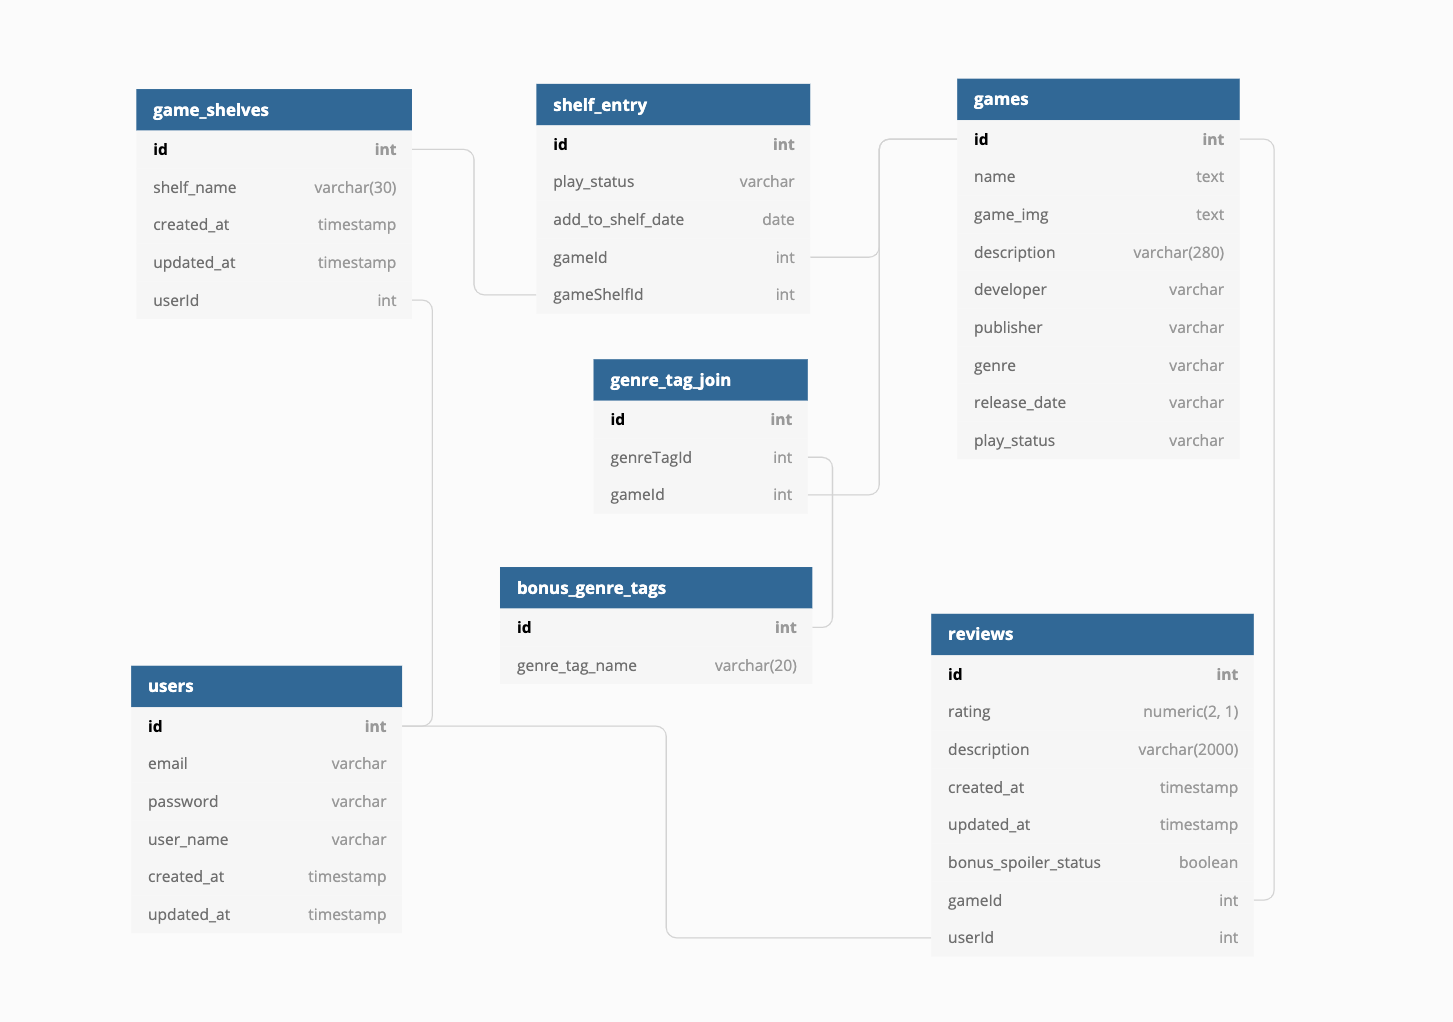 game_shelves
id int
shelf_name varchar(30)
created_at timestamp
updated_at timestamp
userId int
shelf_entry
id int
play_status varchar
add_to_shelf_date date
gameId int
gameShelfId int
games
id int
name text
game_img text
description varchar(280)
developer varchar
publisher varchar
genre varchar
release_date varchar
play_status varchar
genre_tag_join
id int
genreTagId int
gameId int
bonus_genre_tags
id int
genre_tag_name varchar(20)
users
id int
email varchar
password varchar
user_name varchar
created_at timestamp
updated_at timestamp
reviews
id int
rating numeric(2, 1)
description varchar(2000)
created_at timestamp
updated_at timestamp
bonus_spoiler_status boolean
gameId int
userId int